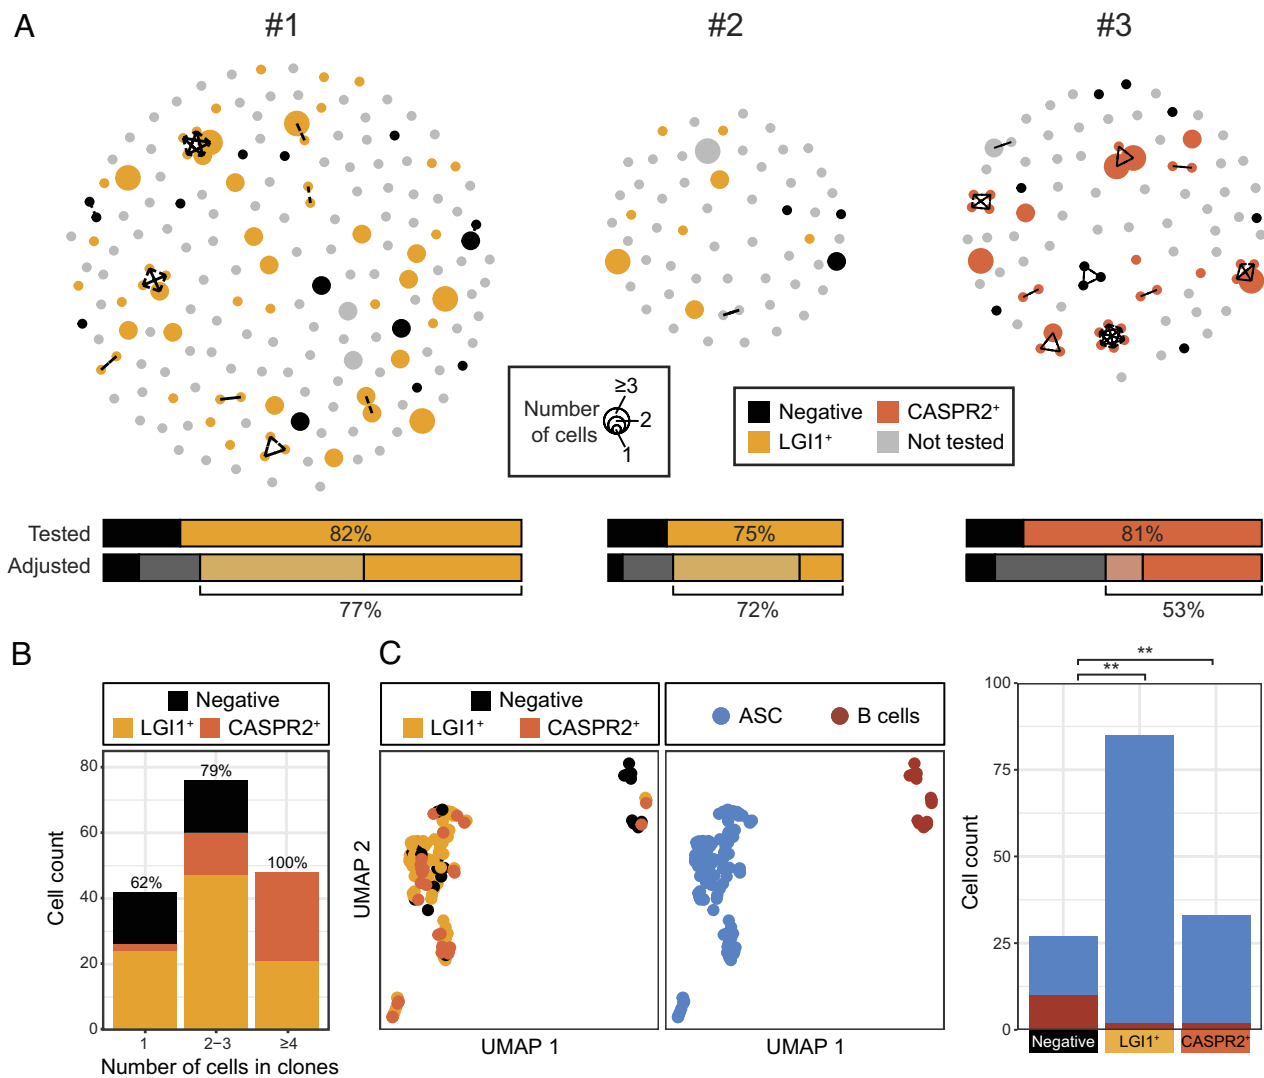 A
#1
#2
#3
Number of cells
≥3
2
1
Negative
LGI1⁺
CASPR2⁺
Not tested
Tested
82%
75%
81%
Adjusted
77%
72%
53%
B
Negative
LGI1⁺
CASPR2⁺
Cell count
80
60
40
20
0
62%
79%
100%
1
2−3
≥4
Number of cells in clones
C
Negative
LGI1⁺
CASPR2⁺
ASC
B cells
UMAP 2
UMAP 1
UMAP 1
**
**
Cell count
100
75
50
25
0
Negative
LGI1⁺
CASPR2⁺